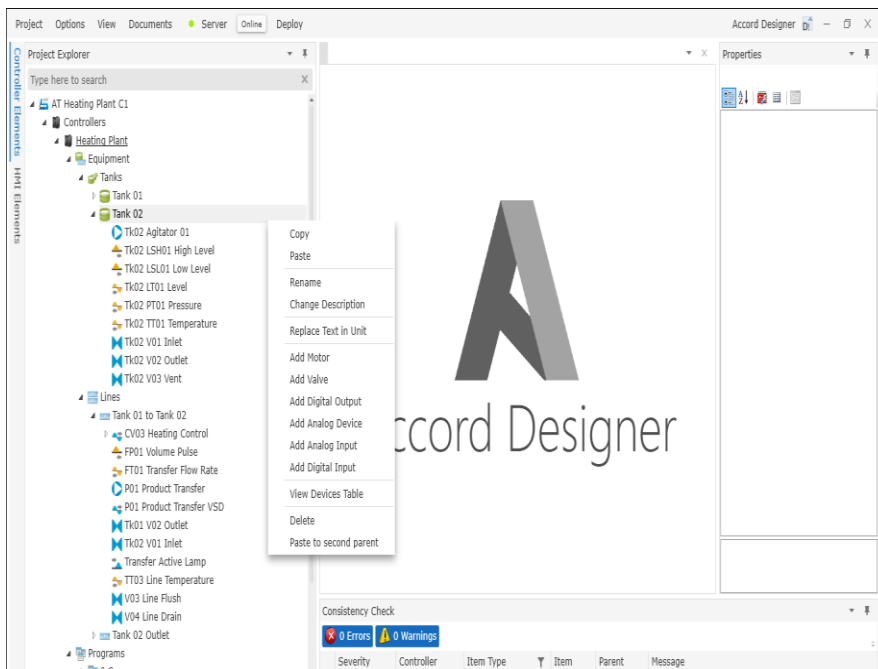 Project Options View Documents Server Online Deploy Accord Designer
Controller Elements
HMI Elements
Project Explorer
Type here to search X
AT Heating Plant C1
Controllers
Heating Plant
Equipment
Tanks
Tank 01
Tank 02
Tk02 Agitator 01
Tk02 LSH01 High Level
Tk02 LSL01 Low Level
Tk02 LT01 Level
Tk02 PT01 Pressure
Tk02 TT01 Temperature
Tk02 V01 Inlet
Tk02 V02 Outlet
Tk02 V03 Vent
Lines
Tank 01 to Tank 02
CV03 Heating Control
FP01 Volume Pulse
FT01 Transfer Flow Rate
P01 Product Transfer
P01 Product Transfer VSD
Tk01 V02 Outlet
Tk02 V01 Inlet
Transfer Active Lamp
TT03 Line Temperature
V03 Line Flush
V04 Line Drain
Tank 02 Outlet
Programs
Copy
Paste
Rename
Change Description
Replace Text in Unit
Add Motor
Add Valve
Add Digital Output
Add Analog Device
Add Analog Input
Add Digital Input
View Devices Table
Delete
Paste to second parent
ccord Designer
Properties
Consistency Check
0 Errors 0 Warnings
Severity Controller Item Type Item Parent Message